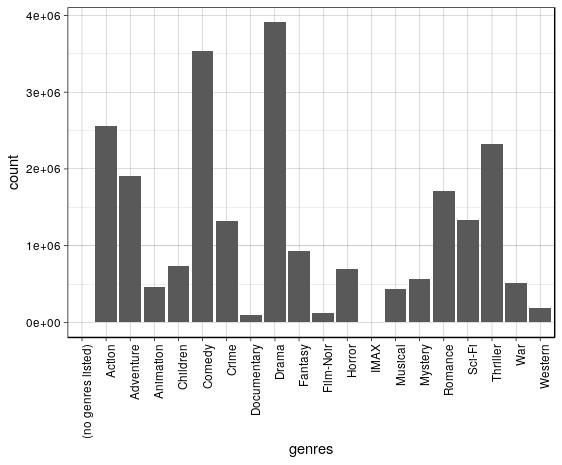 4e+06
3e+06
2e+06
1e+06
0e+00
count
(no genres listed)
Action
Adventure
Animation
Children
Comedy
Crime
Documentary
Drama
Fantasy
Film-Noir
Horror
IMAX
Musical
Mystery
Romance
Sci-Fi
Thriller
War
Western
genres